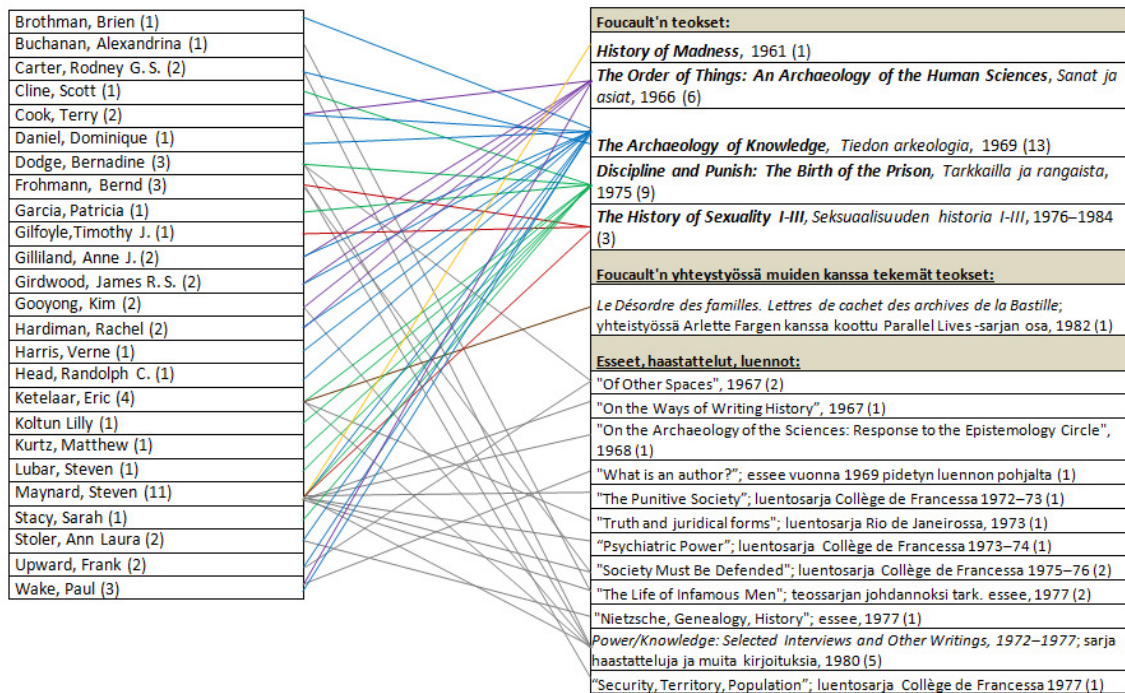 Brothman, Brien (1)
Buchanan, Alexandrina (1)
Carter, Rodney G. S. (2)
Cline, Scott (1)
Cook, Terry (2)
Daniel, Dominique (1)
Dodge, Bernadine (3)
Frohmann, Bernd (3)
Garcia, Patricia (1)
Gilfoyle,Timothy J. (1)
Gilliland, Anne J. (2)
Girdwood, James R. S. (2)
Gooyong, Kim (2)
Hardiman, Rachel (2)
Harris, Verne (1)
Head, Randolph C. (1)
Ketelaar, Eric (4)
Koltun Lilly (1)
Kurtz, Matthew (1)
Lubar, Steven (1)
Maynard, Steven (11)
Stacy, Sarah (1)
Stoler, Ann Laura (2)
Upward, Frank (2)
Wake, Paul (3)
Foucault'n teokset:
History of Madness, 1961 (1)
The Order of Things: An Archaeology of the Human Sciences, Sanat ja
asiat, 1966 (6)
The Archaeology of Knowledge, Tiedon arkeologia, 1969 (13)
Discipline and Punish: The Birth of the Prison, Tarkkailla ja rangaista,
1975 (9)
The History of Sexuality I-III, Seksuaalisuuden historia I-III, 1976–1984
(3)
Foucault'n yhteystyössä muiden kanssa tekemät teokset:
Le Désordre des familles. Lettres de cachet des archives de la Bastille;
yhteistyössä Arlette Fargen kanssa koottu Parallel Lives -sarjan osa, 1982 (1)
Esseet, haastattelut, luennot:
"Of Other Spaces", 1967 (2)
"On the Ways of Writing History", 1967 (1)
"On the Archaeology of the Sciences: Response to the Epistemology Circle",
1968 (1)
"What is an author?"; essee vuonna 1969 pidetyn luennon pohjalta (1)
"The Punitive Society"; luentosarja Collège de Francessa 1972–73 (1)
"Truth and juridical forms"; luentosarja Rio de Janeirossa, 1973 (1)
"Psychiatric Power"; luentosarja Collège de Francessa 1973–74 (1)
"Society Must Be Defended"; luentosarja Collège de Francessa 1975–76 (2)
"The Life of Infamous Men"; teossarjan johdannoksi tark. essee, 1977 (2)
"Nietzsche, Genealogy, History"; essee, 1977 (1)
Power/Knowledge: Selected Interviews and Other Writings, 1972–1977; sarja
haastatteluja ja muita kirjoituksia, 1980 (5)
"Security, Territory, Population"; luentosarja Collège de Francessa 1977 (1)